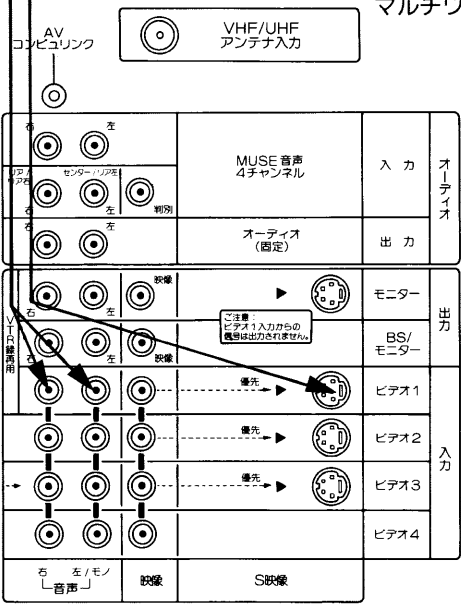 マルチリ
AV
コンピュリンク
VHF/UHF
アンテナ入力
右
左
MUSE音声
4チャンネル
入力
オーディオ
リア/
リア右
センター/リア左
右
左
判別
右
左
オーディオ
(固定)
出力
右
左
映像
モニター
出力
ご注意:
ビデオ1入力からの
信号は出力されません。
VTR録再用
右
左
映像
BS/
モニター
優先
ビデオ1
優先
ビデオ2
入力
優先
ビデオ3
ビデオ4
右
左/モノ
音声
映像
S映像